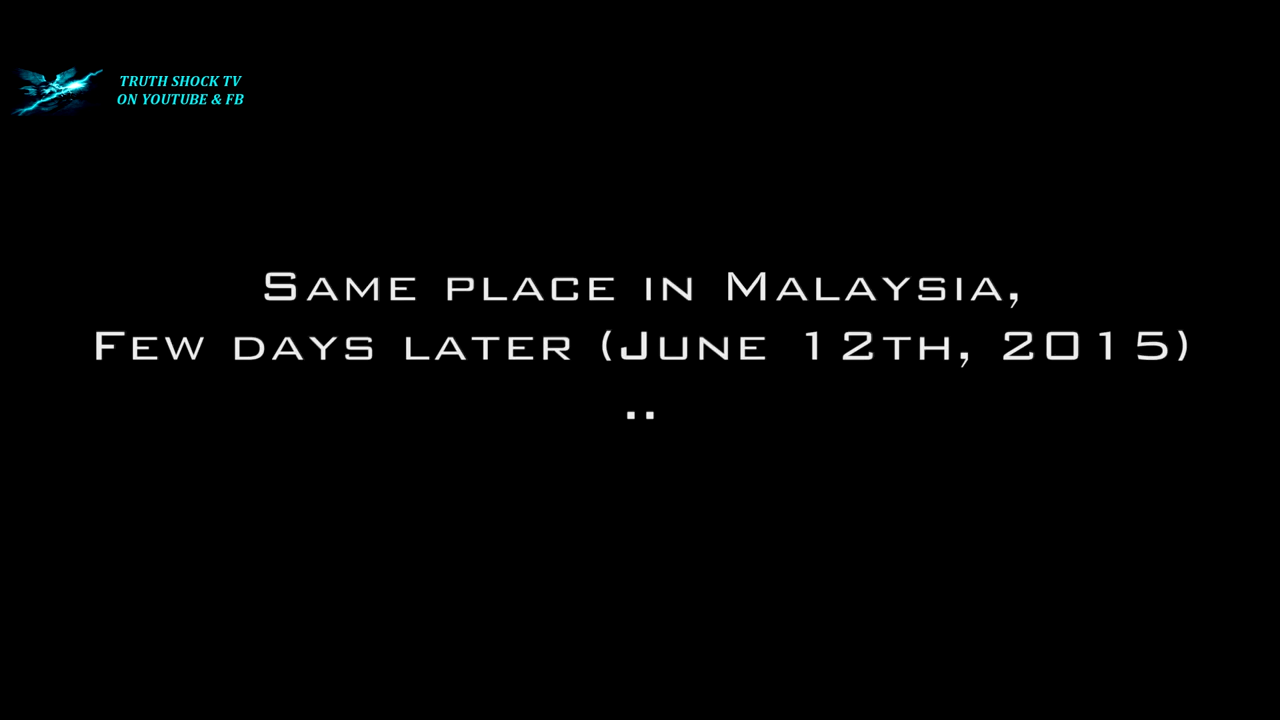 TRUTH SHOCK TV
ON YOUTUBE & FB
Same place in Malaysia,
Few days later (June 12th, 2015)
..